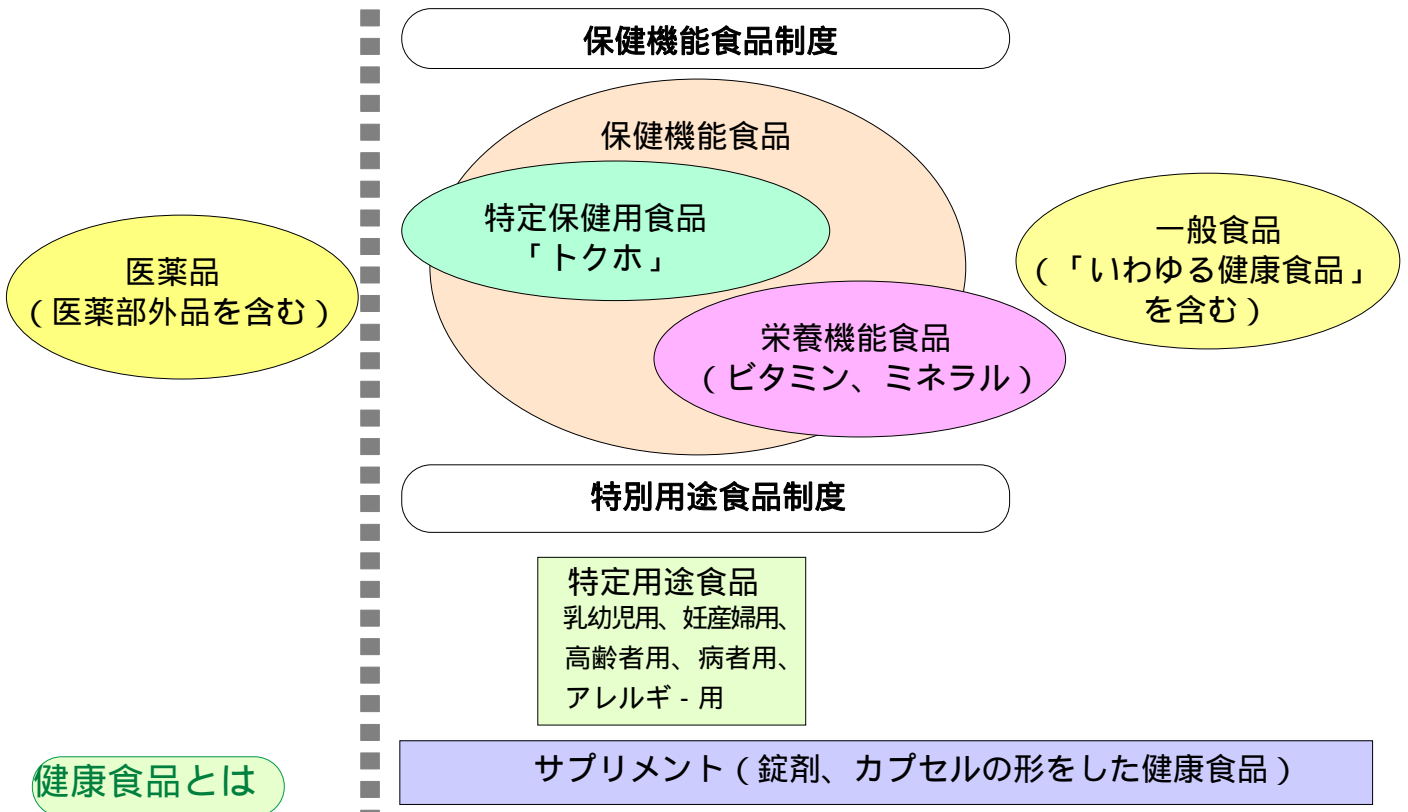 保健機能食品制度
保健機能食品
特定保健用食品
「トクホ」
医薬品
(医薬部外品を含む)
一般食品
(「いわゆる健康食品」
を含む)
栄養機能食品
(ビタミン、ミネラル)
特別用途食品制度
特定用途食品
乳幼児用、妊産婦用、
高齢者用、病者用、
アレルギ-用
サプリメント(錠剤、カプセルの形をした健康食品)
健康食品とは